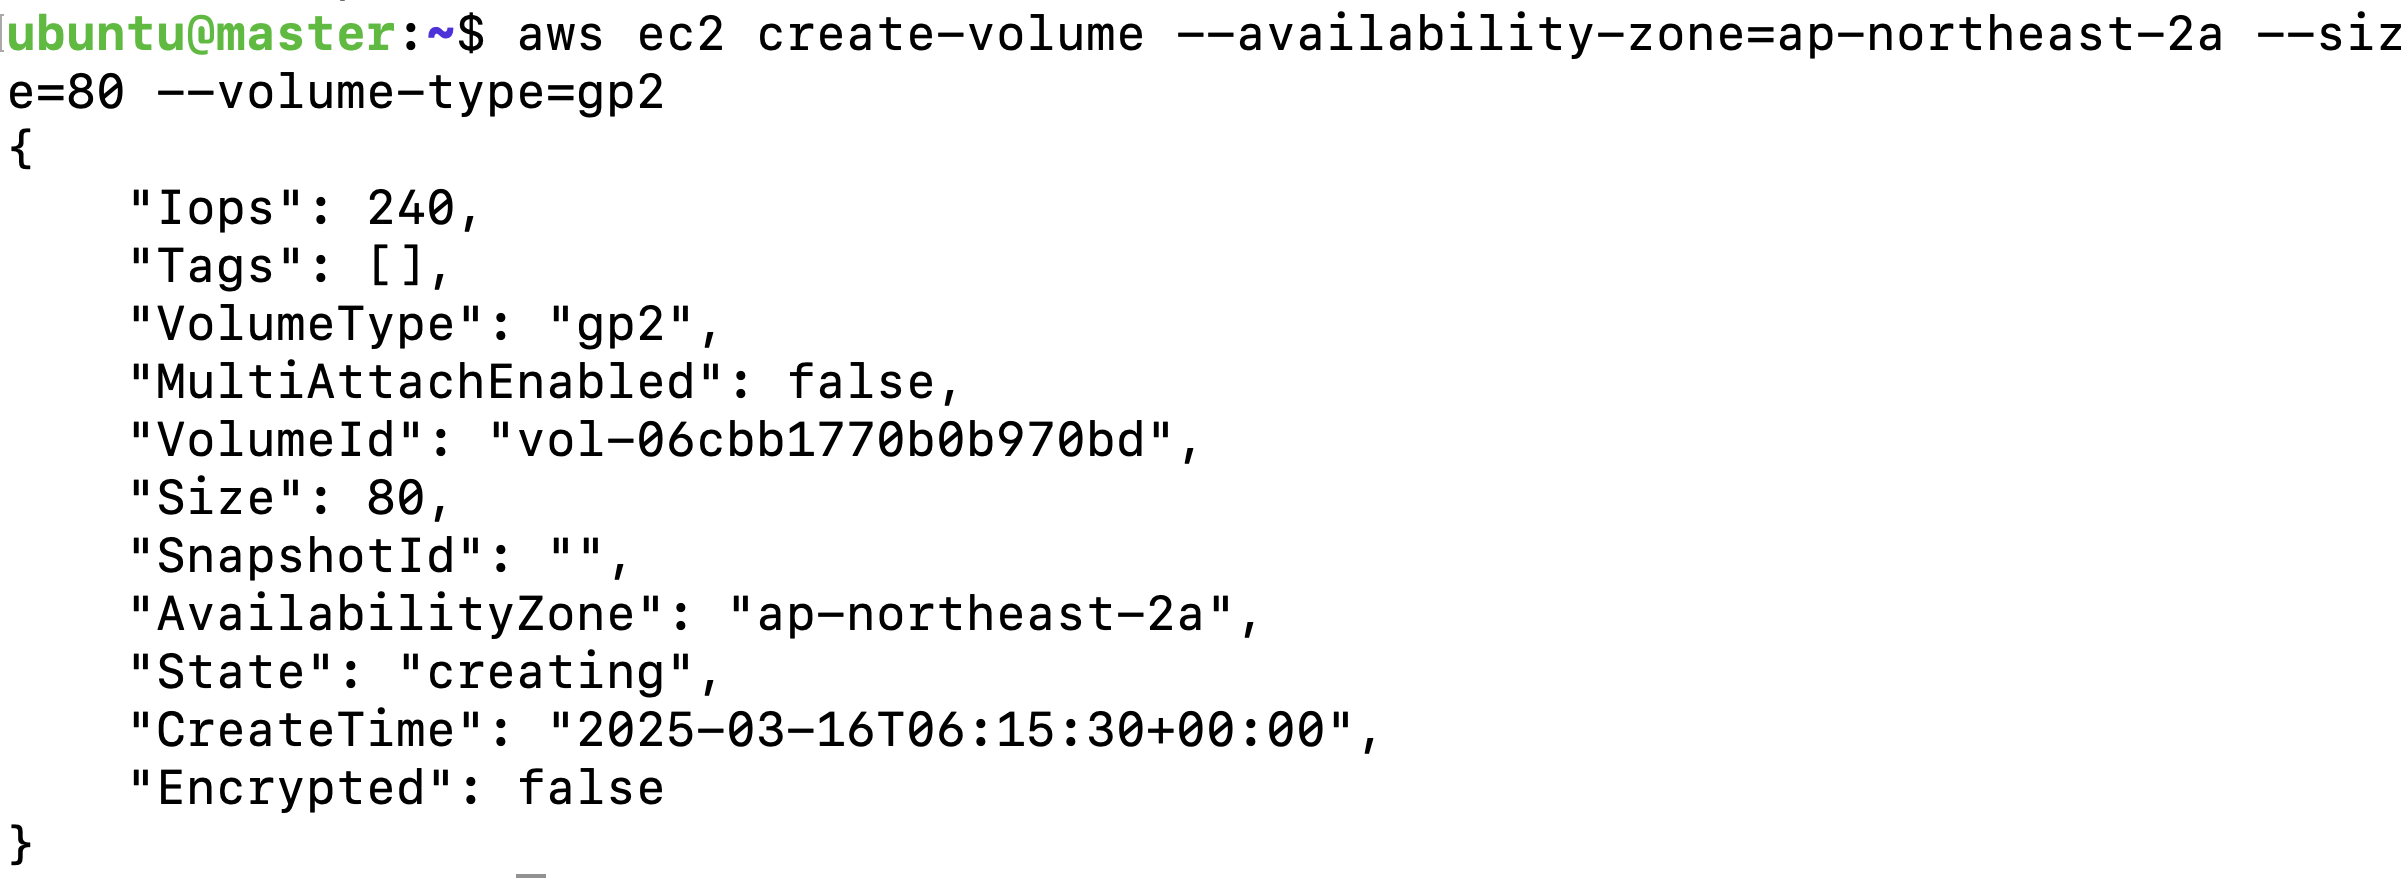 ubuntu@master:~$ aws ec2 create-volume --availability-zone=ap-northeast-2a --siz
e=80 --volume-type=gp2
{
    "Iops": 240,
    "Tags": [],
    "VolumeType": "gp2",
    "MultiAttachEnabled": false,
    "VolumeId": "vol-06cbb1770b0b970bd",
    "Size": 80,
    "SnapshotId": "",
    "AvailabilityZone": "ap-northeast-2a",
    "State": "creating",
    "CreateTime": "2025-03-16T06:15:30+00:00",
    "Encrypted": false
}